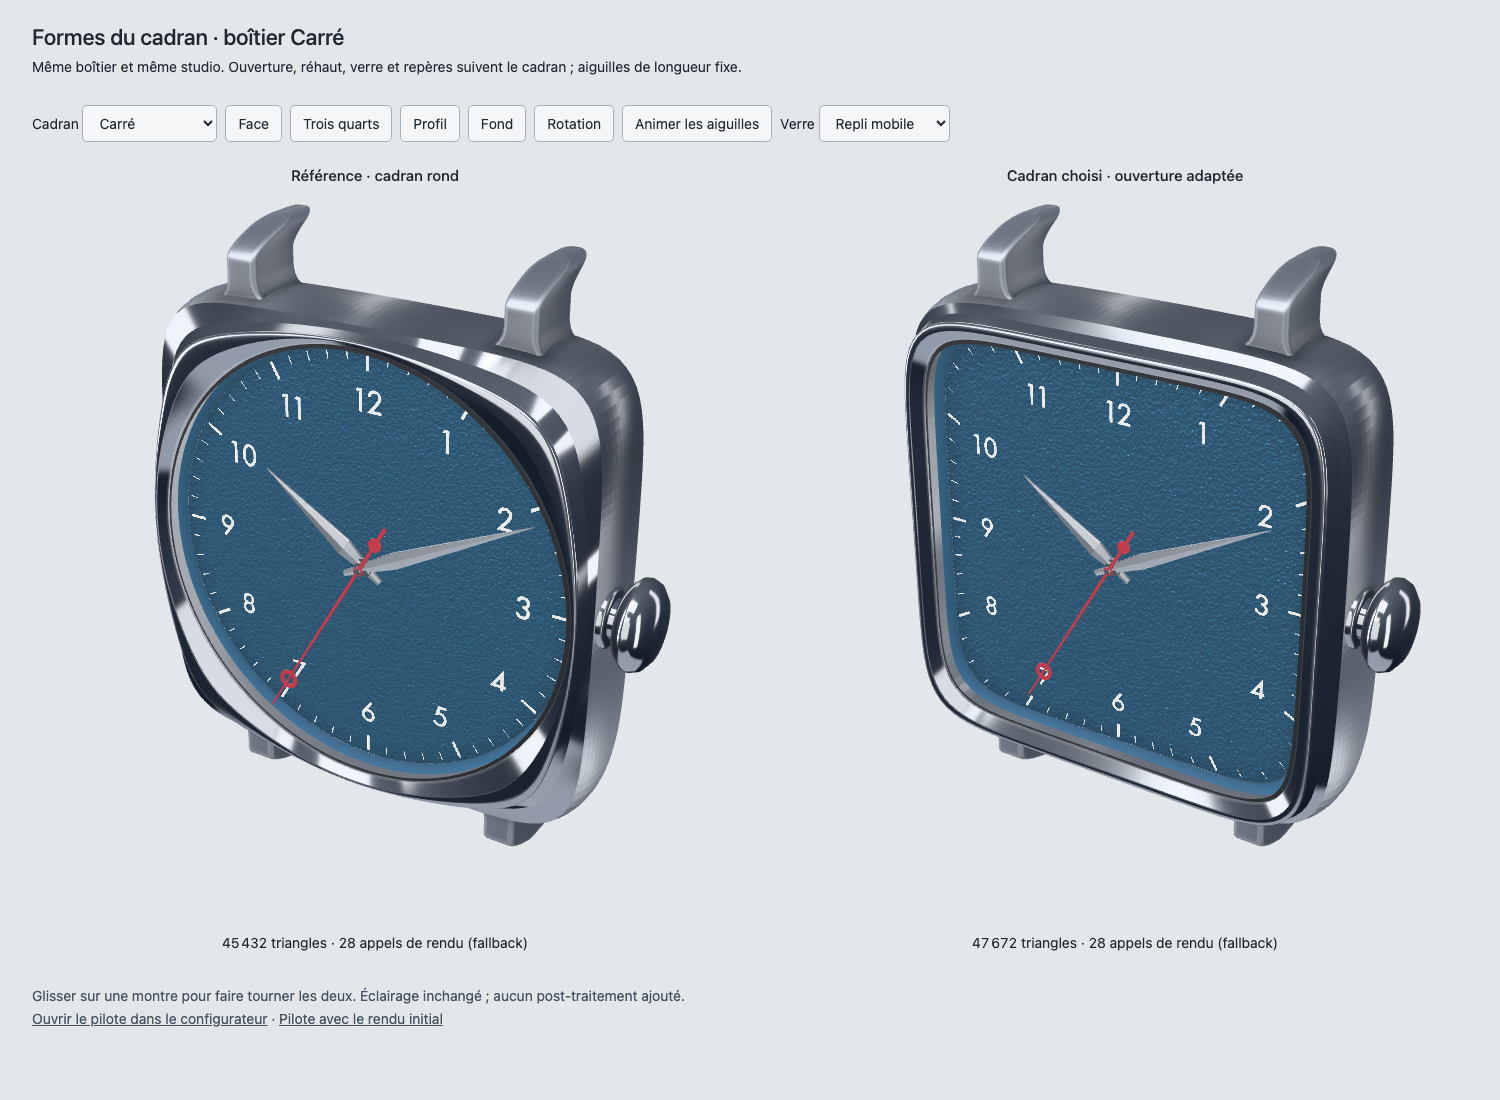 Formes du cadran · boîtier Carré
Même boîtier et même studio. Ouverture, réhaut, verre et repères suivent le cadran ; aiguilles de longueur fixe.
Cadran Carré Face Trois quarts Profil Fond Rotation Animer les aiguilles Verre Repli mobile
Référence · cadran rond
12
1
2
3
4
5
6
7
8
9
10
11
45 432 triangles · 28 appels de rendu (fallback)
Cadran choisi · ouverture adaptée
12
1
2
3
4
5
6
8
9
10
11
47 672 triangles · 28 appels de rendu (fallback)
Glisser sur une montre pour faire tourner les deux. Éclairage inchangé ; aucun post-traitement ajouté.
Ouvrir le pilote dans le configurateur · Pilote avec le rendu initial